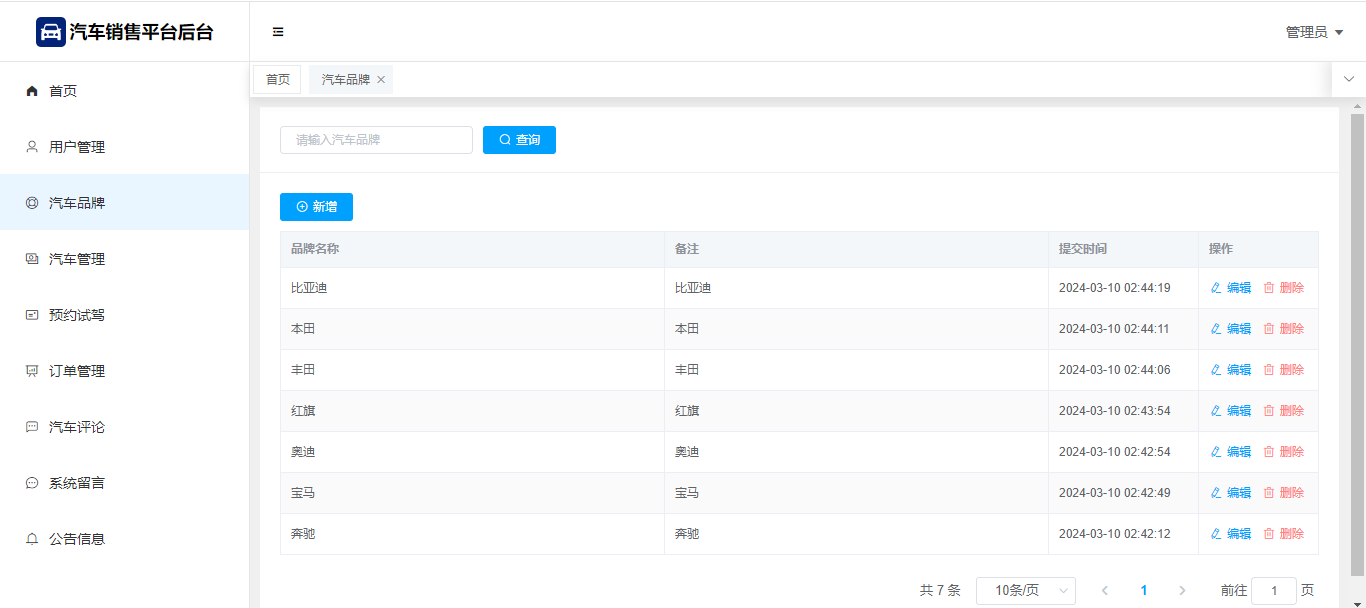 汽车销售平台后台
管理员
首页
汽车品牌
首页
用户管理
汽车品牌
汽车管理
预约试驾
订单管理
汽车评论
系统留言
公告信息
请输入汽车品牌
查询
新增
品牌名称 备注 提交时间 操作
比亚迪 比亚迪 2024-03-10 02:44:19 编辑 删除
本田 本田 2024-03-10 02:44:11 编辑 删除
丰田 丰田 2024-03-10 02:44:06 编辑 删除
红旗 红旗 2024-03-10 02:43:54 编辑 删除
奥迪 奥迪 2024-03-10 02:42:54 编辑 删除
宝马 宝马 2024-03-10 02:42:49 编辑 删除
奔驰 奔驰 2024-03-10 02:42:12 编辑 删除
共 7 条 10条/页 1 前往 1 页